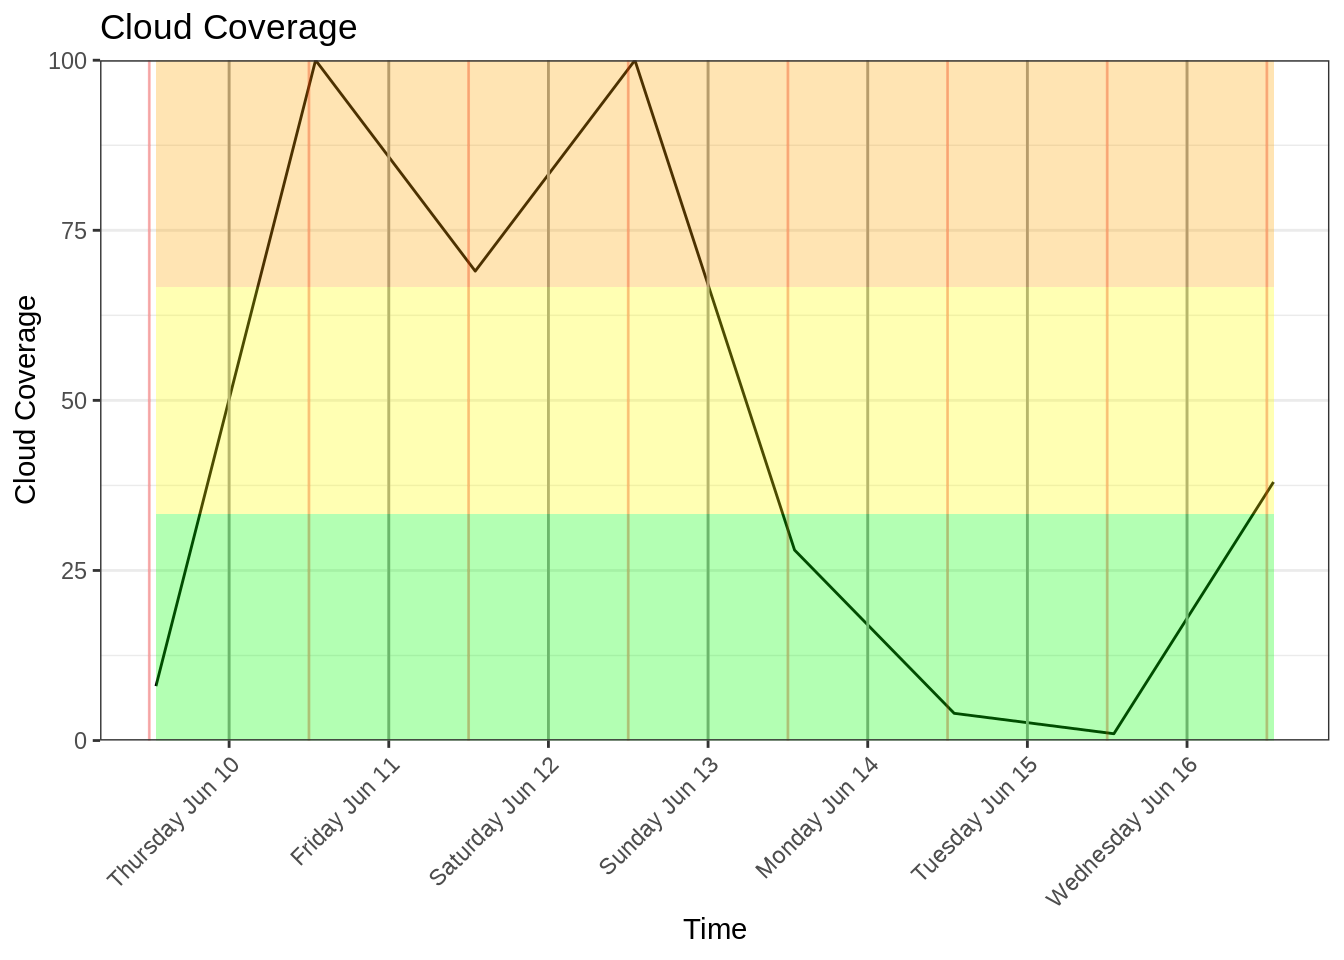 Cloud Coverage
Cloud Coverage
100
75
50
25
0
Thursday Jun 10
Friday Jun 11
Saturday Jun 12
Sunday Jun 13
Monday Jun 14
Tuesday Jun 15
Wednesday Jun 16
Time